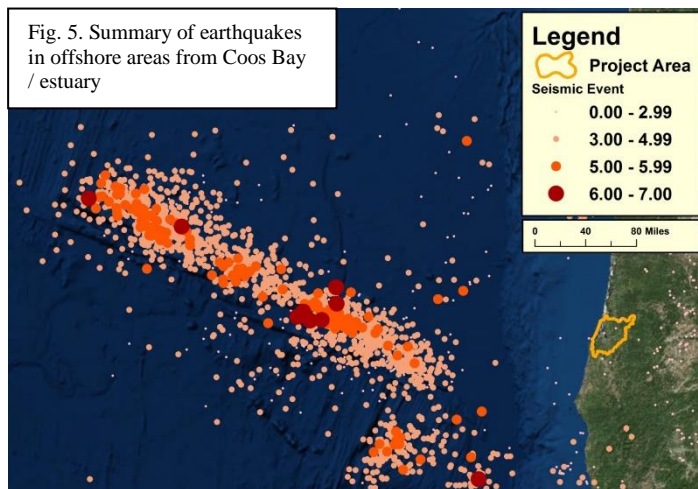 Fig. 5. Summary of earthquakes
in offshore areas from Coos Bay
/ estuary
Legend
Project Area
Seismic Event
0.00 - 2.99
3.00 - 4.99
5.00 - 5.99
6.00 - 7.00
0 40 80 Miles